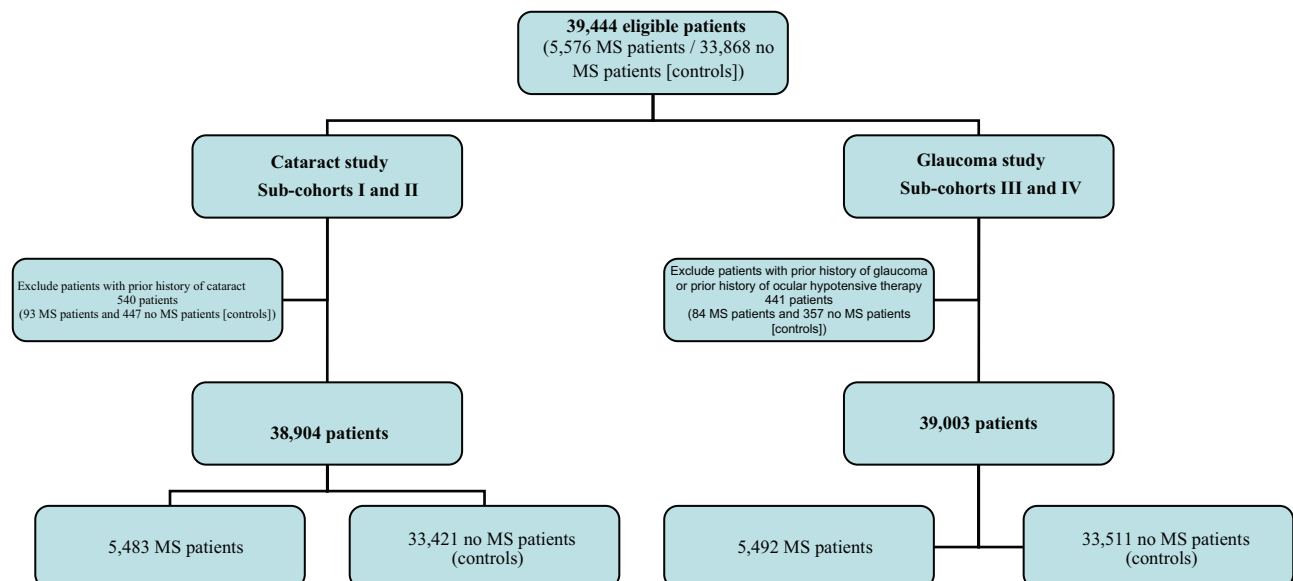 39,444 eligible patients
(5,576 MS patients / 33,868 no
MS patients [controls])
Cataract study
Sub-cohorts I and II
Glaucoma study
Sub-cohorts III and IV
Exclude patients with prior history of cataract
540 patients
(93 MS patients and 447 no MS patients [controls])
Exclude patients with prior history of glaucoma
or prior history of ocular hypotensive therapy
441 patients
(84 MS patients and 357 no MS patients
[controls])
38,904 patients
39,003 patients
5,483 MS patients
33,421 no MS patients
(controls)
5,492 MS patients
33,511 no MS patients
(controls)